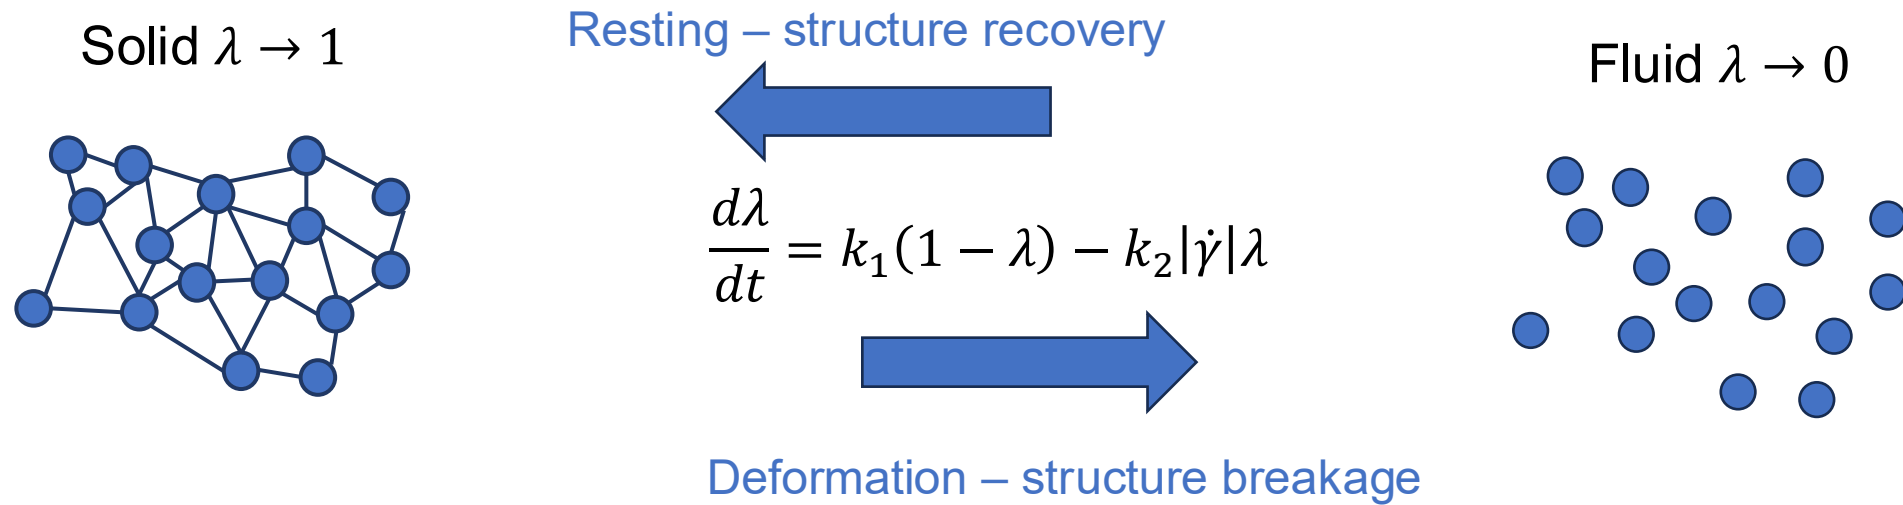 Solid λ → 1
Resting – structure recovery
Fluid λ → 0
dλ/dt = k₁(1 − λ) − k₂|γ̇|λ
Deformation – structure breakage